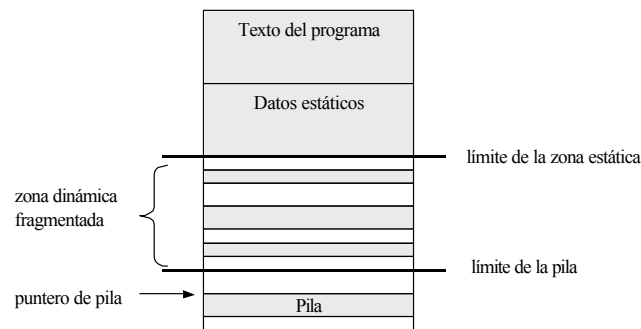 Texto del programa
Datos estáticos
límite de la zona estática
zona dinámica
fragmentada
límite de la pila
puntero de pila
Pila